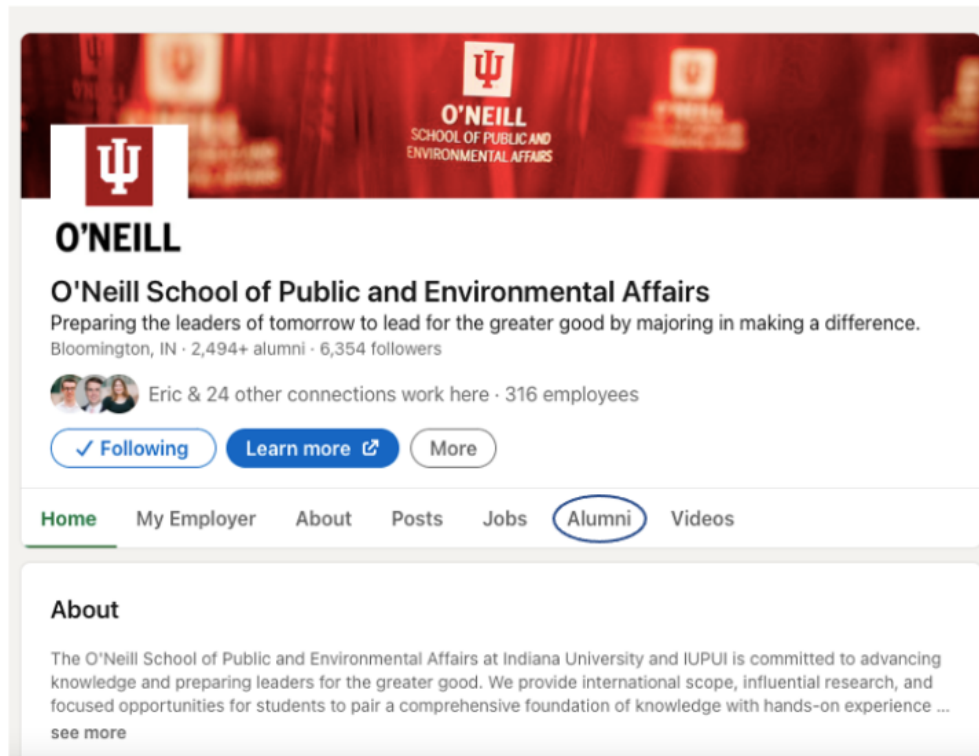 O'NEILL
SCHOOL OF PUBLIC AND
ENVIRONMENTAL AFFAIRS
O'NEILL
O'Neill School of Public and Environmental Affairs
Preparing the leaders of tomorrow to lead for the greater good by majoring in making a difference.
Bloomington, IN · 2,494+ alumni · 6,354 followers
Eric & 24 other connections work here · 316 employees
✓ Following Learn more More
Home My Employer About Posts Jobs Alumni Videos
About
The O'Neill School of Public and Environmental Affairs at Indiana University and IUPUI is committed to advancing
knowledge and preparing leaders for the greater good. We provide international scope, influential research, and
focused opportunities for students to pair a comprehensive foundation of knowledge with hands-on experience ...
see more